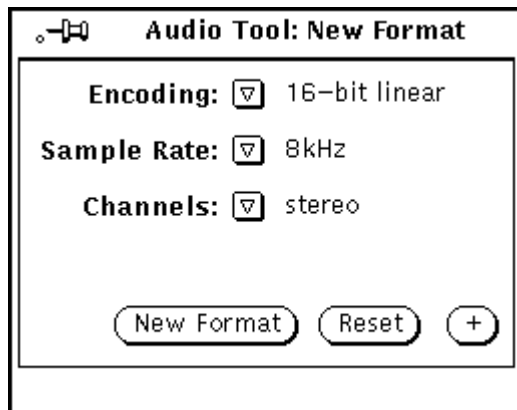 Audio Tool: New Format
Encoding: 16-bit linear
Sample Rate: 8kHz
Channels: stereo
New Format Reset +